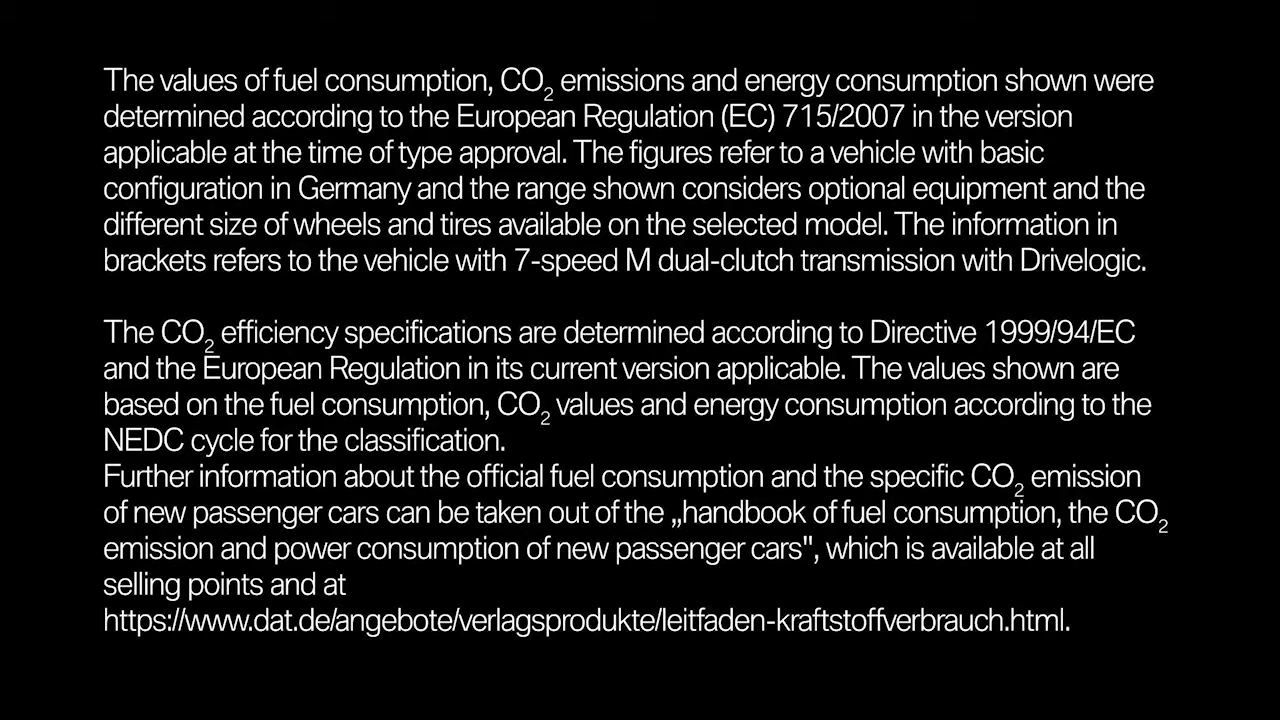 The values of fuel consumption, CO₂ emissions and energy consumption shown were
determined according to the European Regulation (EC) 715/2007 in the version
applicable at the time of type approval. The figures refer to a vehicle with basic
configuration in Germany and the range shown considers optional equipment and the
different size of wheels and tires available on the selected model. The information in
brackets refers to the vehicle with 7-speed M dual-clutch transmission with Drivelogic.
The CO₂ efficiency specifications are determined according to Directive 1999/94/EC
and the European Regulation in its current version applicable. The values shown are
based on the fuel consumption, CO₂ values and energy consumption according to the
NEDC cycle for the classification.
Further information about the official fuel consumption and the specific CO₂ emission
of new passenger cars can be taken out of the „handbook of fuel consumption, the CO₂
emission and power consumption of new passenger cars", which is available at all
selling points and at
https://www.dat.de/angebote/verlagsprodukte/leitfaden-kraftstoffverbrauch.html.